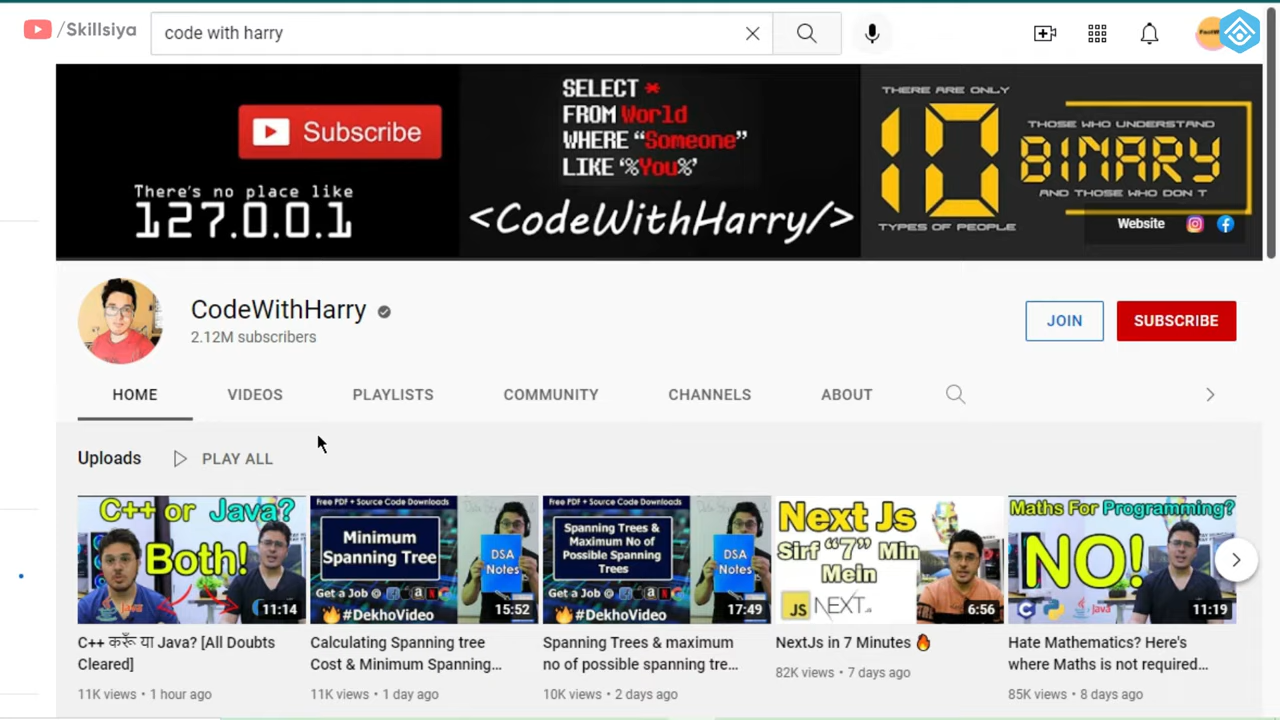 /Skillsiya
code with harry
Subscribe
There's no place like
127.0.0.1
SELECT *
FROM World
WHERE “Someone”
LIKE ‘%You%’
<CodeWithHarry/>
THERE ARE ONLY
10
TYPES OF PEOPLE
THOSE WHO UNDERSTAND
BINARY
AND THOSE WHO DON T
Website
CodeWithHarry
2.12M subscribers
JOIN
SUBSCRIBE
HOME
VIDEOS
PLAYLISTS
COMMUNITY
CHANNELS
ABOUT
Uploads
PLAY ALL
C++ or Java?
Both!
11:14
Free PDF + Source Code Downloads
Minimum
Spanning Tree
DSA
Notes
Get a Job @
#DekhoVideo
15:52
Free PDF + Source Code Downloads
Spanning Trees &
Maximum No of
Possible Spanning
Trees
DSA
Notes
Get a Job @
#DekhoVideo
17:49
Next Js
Sirf “7” Min
Mein
JS
NEXT
6:56
Maths For Programming?
NO!
Java
11:19
C++ करूँ या Java? [All Doubts
Cleared]
11K views • 1 hour ago
Calculating Spanning tree
Cost & Minimum Spanning...
11K views • 1 day ago
Spanning Trees & maximum
no of possible spanning tre...
10K views • 2 days ago
NextJs in 7 Minutes 🔥
82K views • 7 days ago
Hate Mathematics? Here's
where Maths is not required...
85K views • 8 days ago